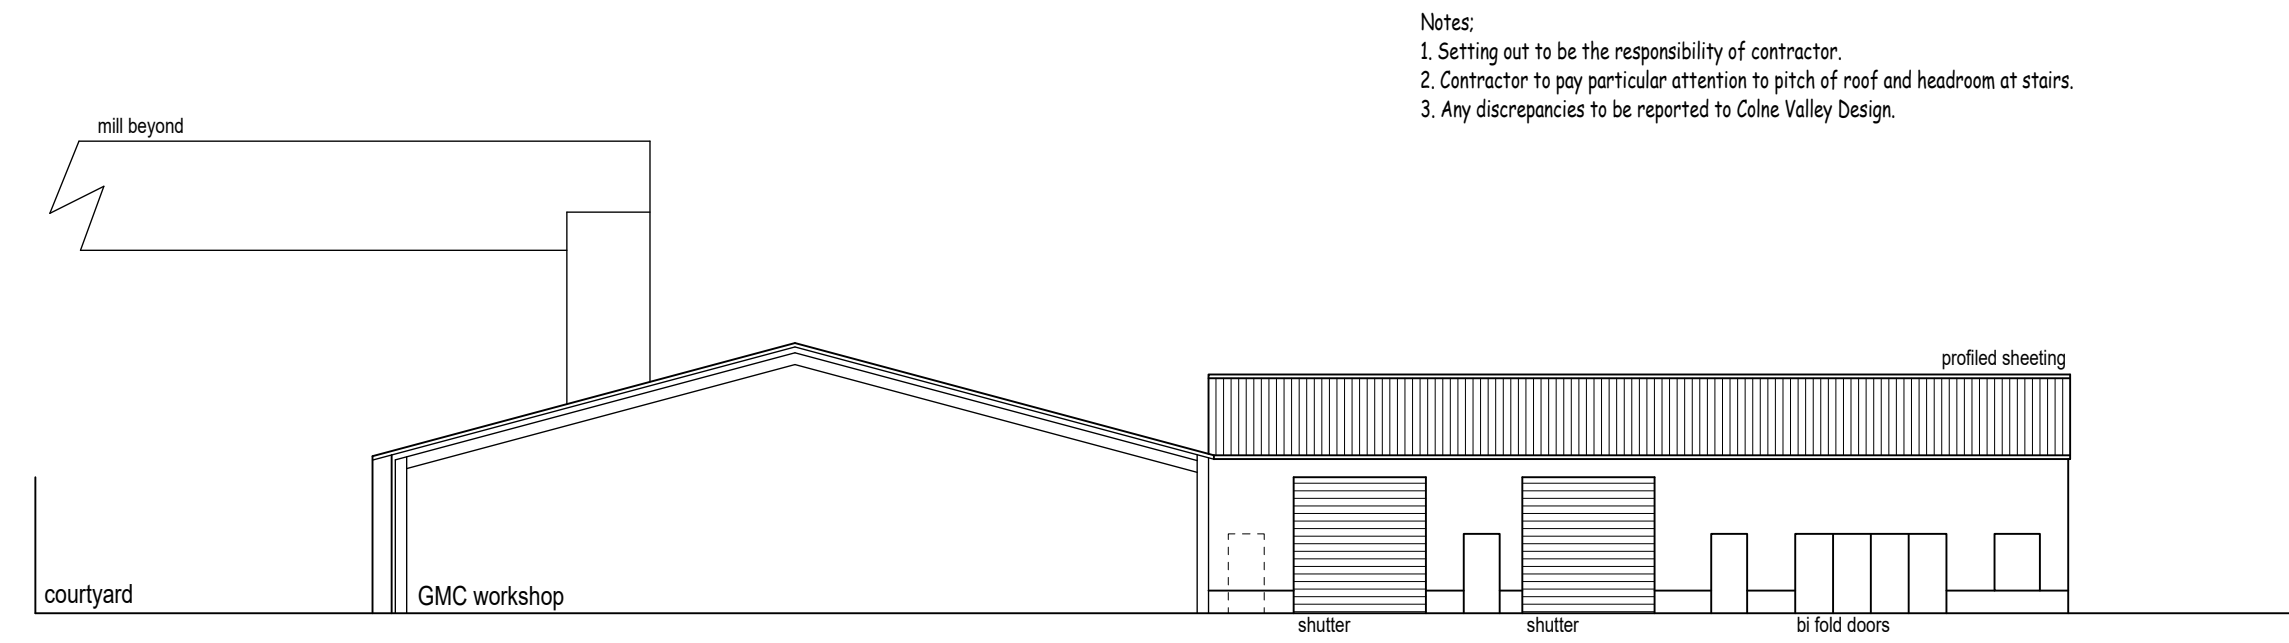 Notes;
1. Setting out to be the responsibility of contractor.
2. Contractor to pay particular attention to pitch of roof and headroom at stairs.
3. Any discrepancies to be reported to Colne Valley Design.
mill beyond
profiled sheeting
courtyard
GMC workshop
shutter
shutter
bi fold doors